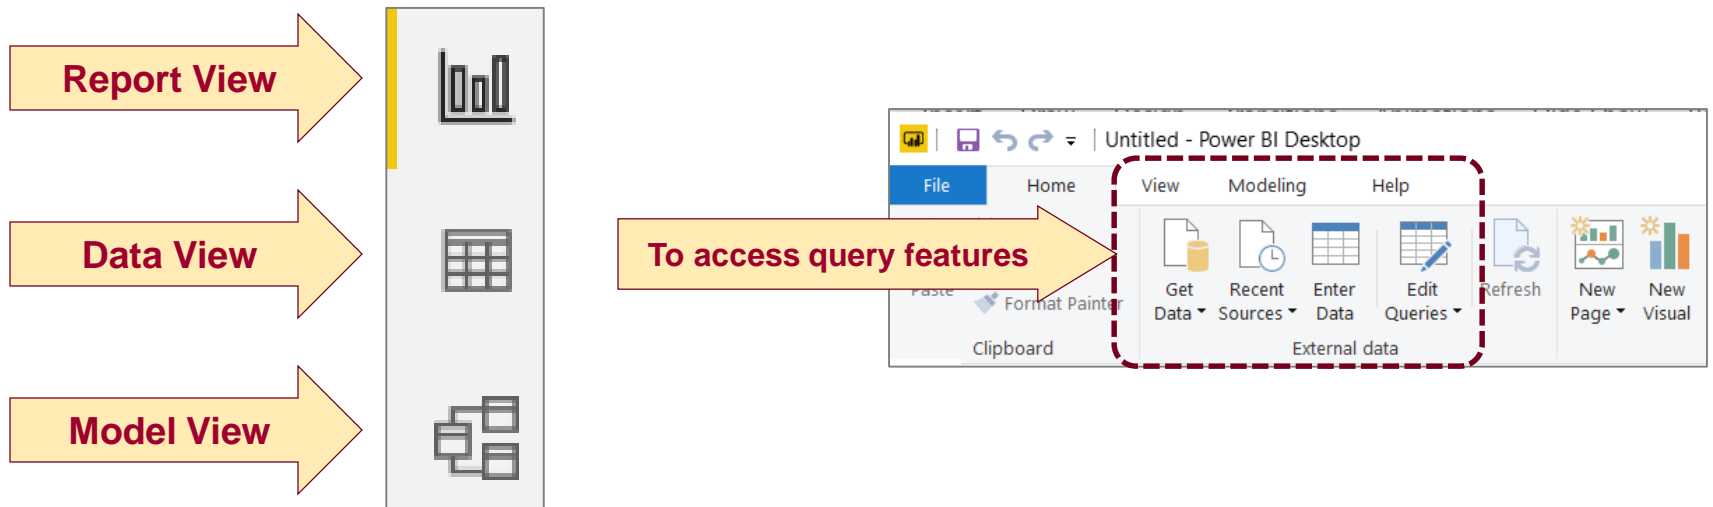 Report View
Data View
Model View
To access query features
Untitled - Power BI Desktop
File Home View Modeling Help
Paste
Format Painter
Clipboard
Get Data
Recent Sources
Enter Data
Edit Queries
External data
Refresh
New Page
New Visual